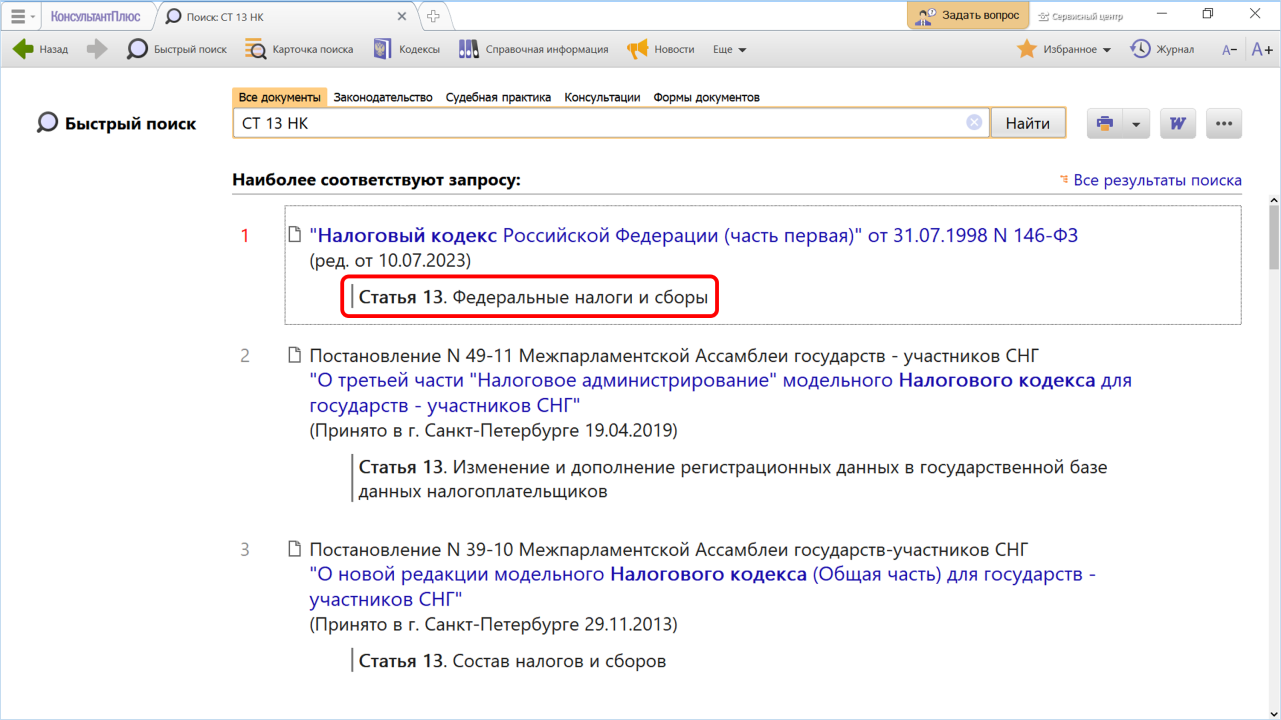 КонсультантПлюс
Поиск: СТ 13 НК
Задать вопрос
Сервисный центр
Назад
Быстрый поиск
Карточка поиска
Кодексы
Справочная информация
Новости
Еще
Избранное
Журнал
A−
A+
Все документы Законодательство Судебная практика Консультации Формы документов
Быстрый поиск
СТ 13 НК
Найти
W
Наиболее соответствуют запросу:
Все результаты поиска
1
"Налоговый кодекс Российской Федерации (часть первая)" от 31.07.1998 N 146-ФЗ
(ред. от 10.07.2023)
Статья 13. Федеральные налоги и сборы
2
Постановление N 49-11 Межпарламентской Ассамблеи государств - участников СНГ
"О третьей части "Налоговое администрирование" модельного Налогового кодекса для
государств - участников СНГ"
(Принято в г. Санкт-Петербурге 19.04.2019)
Статья 13. Изменение и дополнение регистрационных данных в государственной базе
данных налогоплательщиков
3
Постановление N 39-10 Межпарламентской Ассамблеи государств-участников СНГ
"О новой редакции модельного Налогового кодекса (Общая часть) для государств -
участников СНГ"
(Принято в г. Санкт-Петербурге 29.11.2013)
Статья 13. Состав налогов и сборов